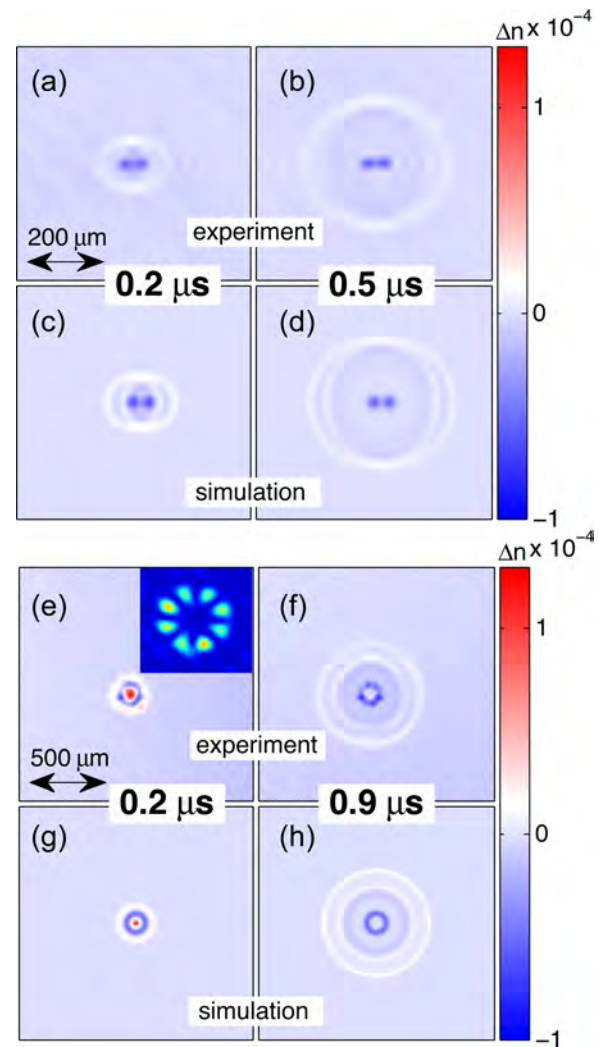 Δn x 10⁻⁴
(a)
(b)
1
200 μm
experiment
0.2 μs
0.5 μs
0
(c)
(d)
simulation
−1
Δn x 10⁻⁴
(e)
(f)
1
500 μm
experiment
0.2 μs
0.9 μs
0
(g)
(h)
simulation
−1